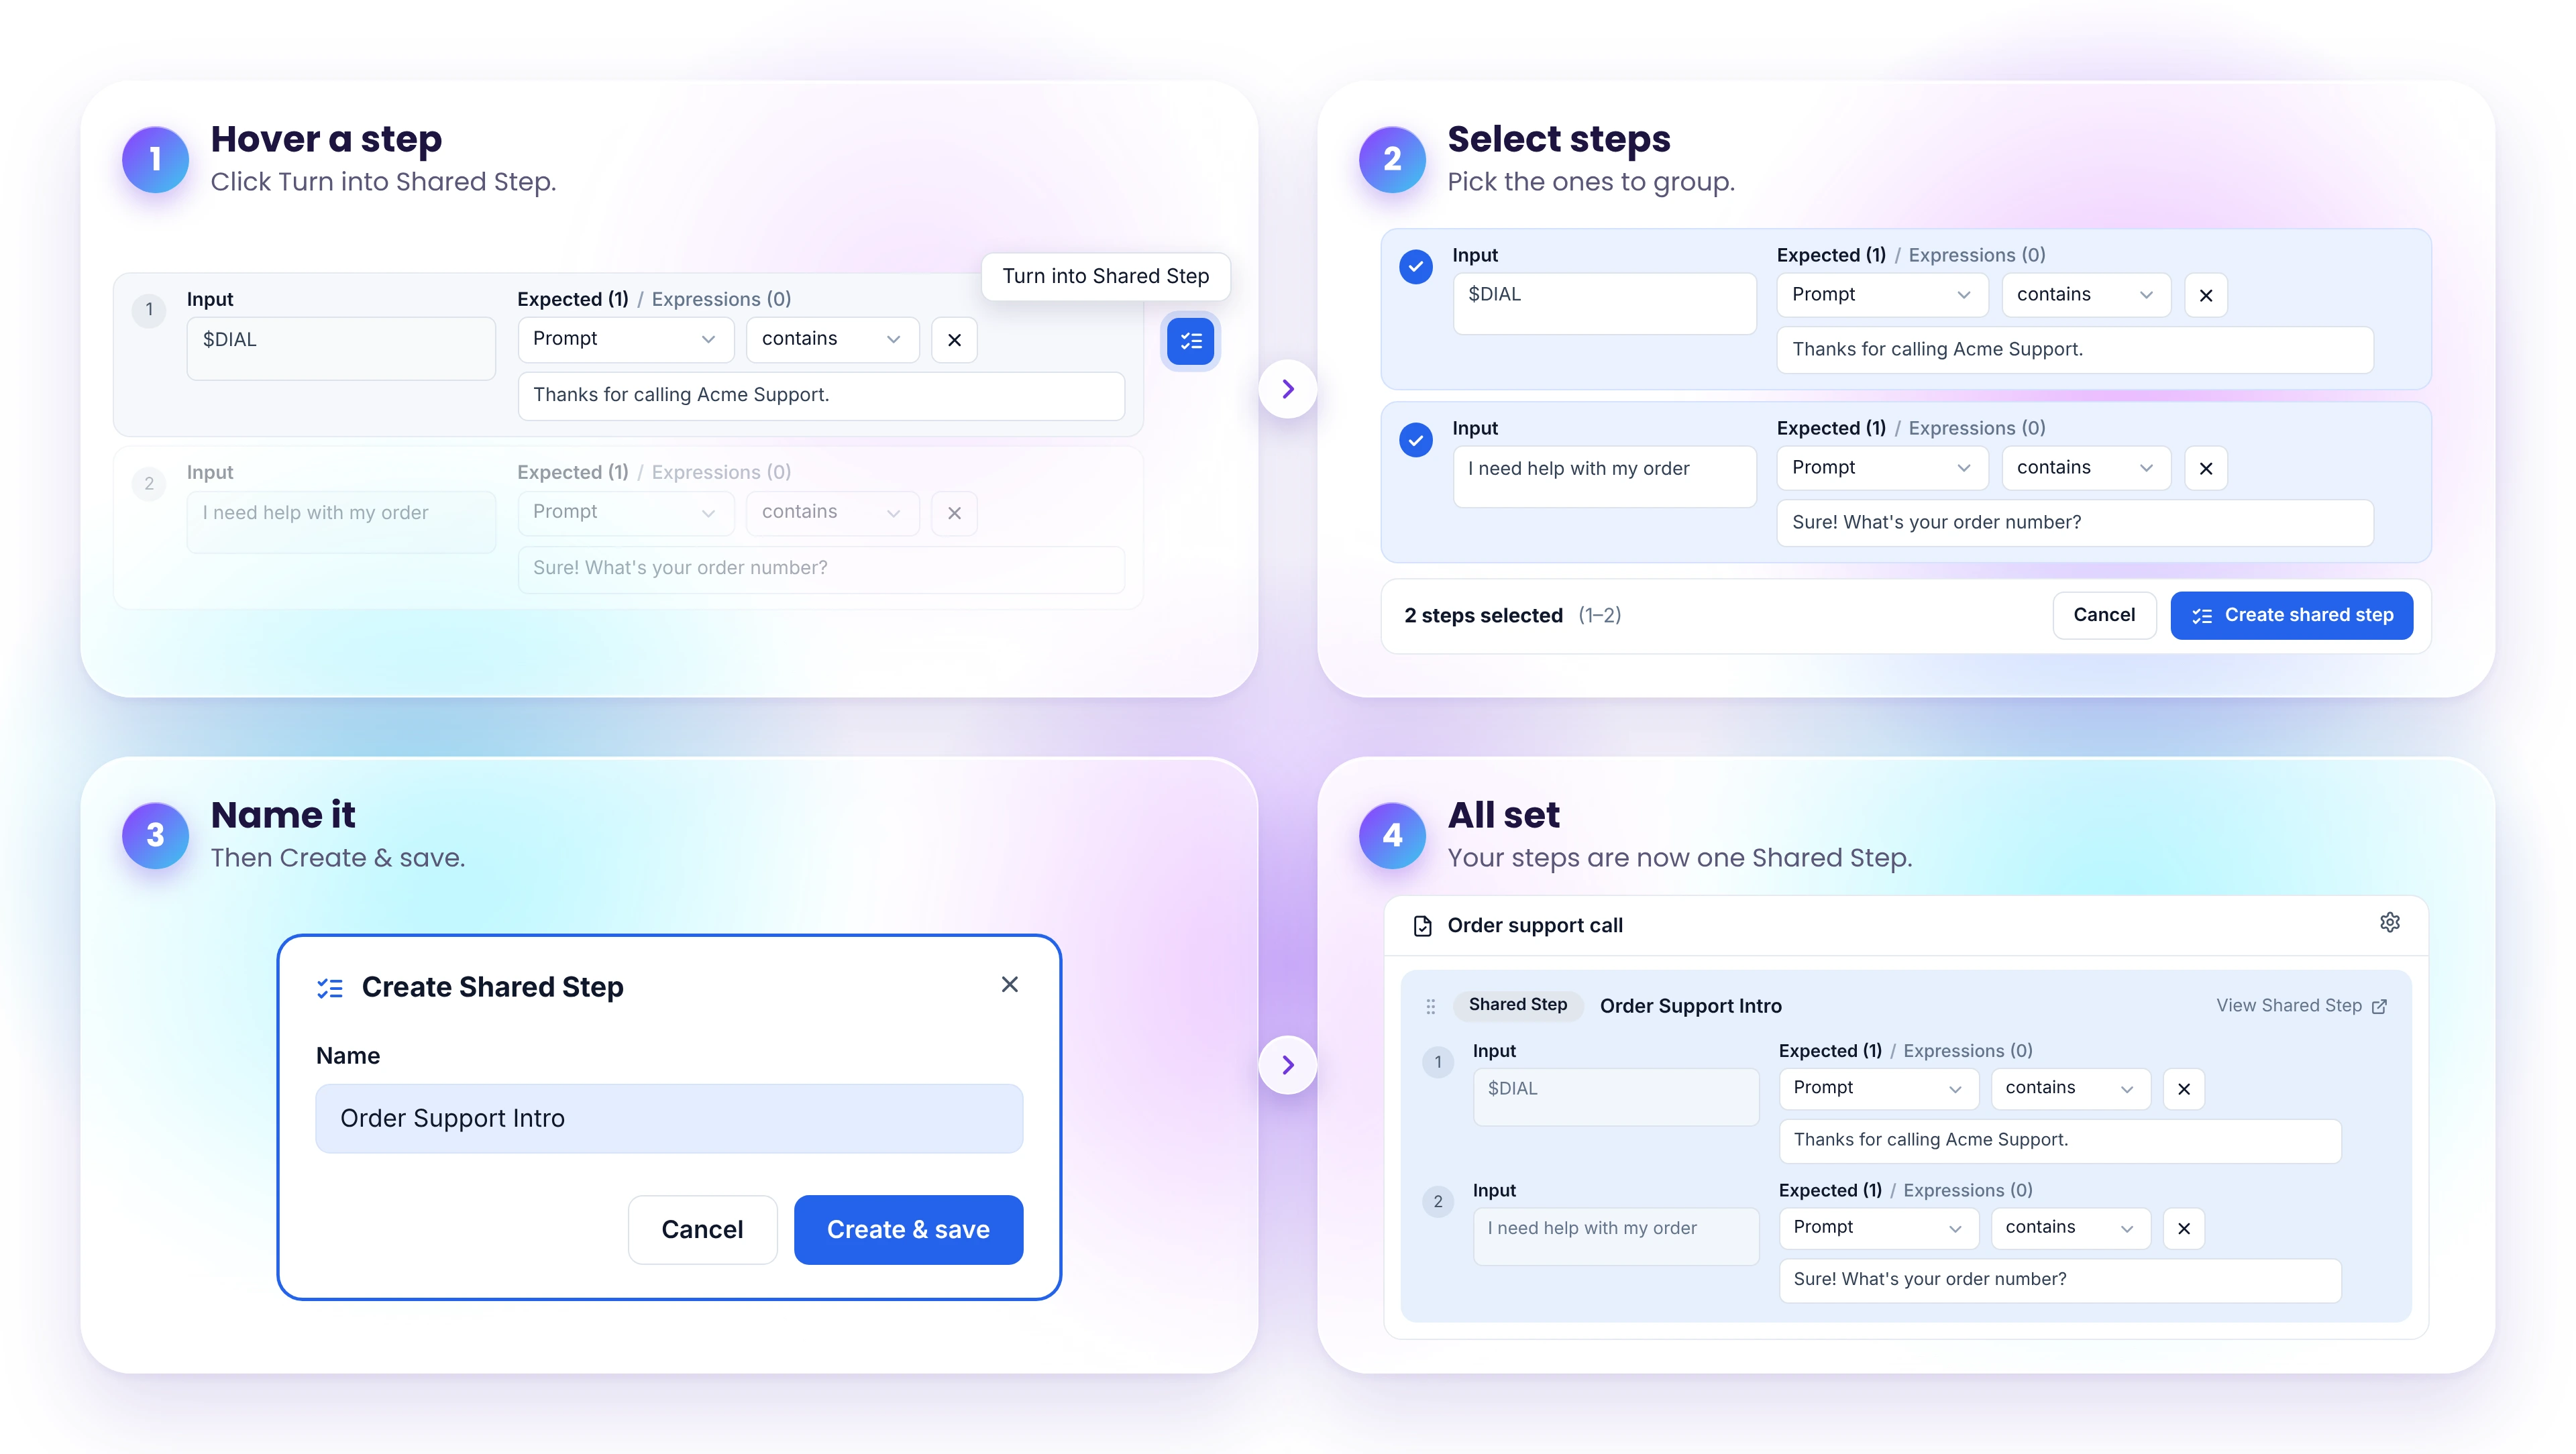 1
Hover a step
Click Turn into Shared Step.
Turn into Shared Step
1
Input
Expected (1) / Expressions (0)
$DIAL
Prompt
contains
Thanks for calling Acme Support.
2
Input
Expected (1) / Expressions (0)
I need help with my order
Prompt
contains
Sure! What's your order number?
2
Select steps
Pick the ones to group.
Input
Expected (1) / Expressions (0)
$DIAL
Prompt
contains
Thanks for calling Acme Support.
Input
Expected (1) / Expressions (0)
I need help with my order
Prompt
contains
Sure! What's your order number?
2 steps selected (1–2)
Cancel
Create shared step
3
Name it
Then Create & save.
Create Shared Step
Name
Order Support Intro
Cancel
Create & save
4
All set
Your steps are now one Shared Step.
Order support call
Shared Step
Order Support Intro
View Shared Step
1
Input
Expected (1) / Expressions (0)
$DIAL
Prompt
contains
Thanks for calling Acme Support.
2
Input
Expected (1) / Expressions (0)
I need help with my order
Prompt
contains
Sure! What's your order number?